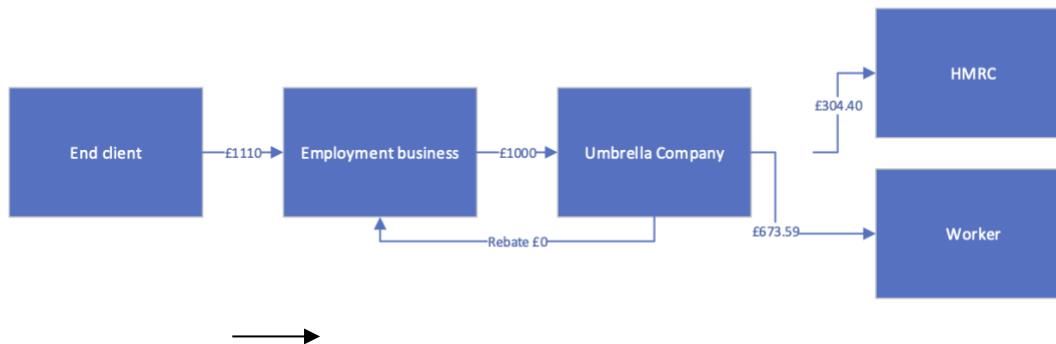 End client
£1110
Employment business
£1000
Umbrella Company
Rebate £0
£304.40
HMRC
£673.59
Worker